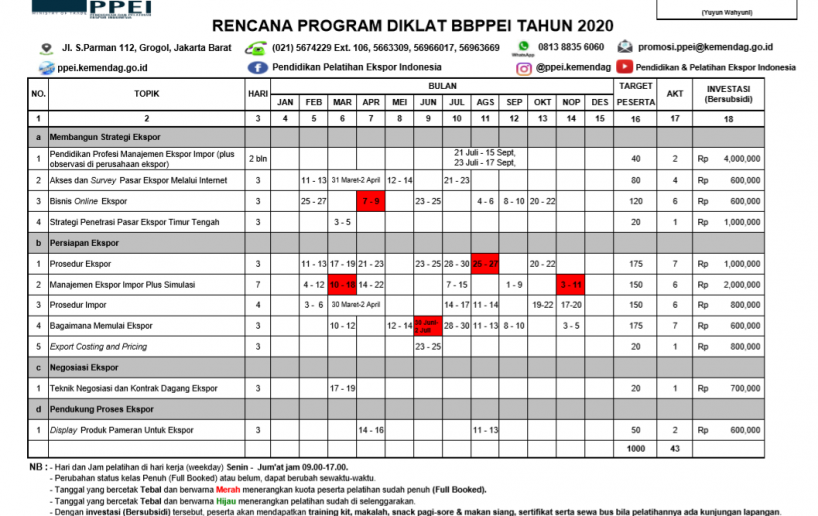 PPEI
(Yuyun Wahyuni)
RENCANA PROGRAM DIKLAT BBPPEI TAHUN 2020
Jl. S.Parman 112, Grogol, Jakarta Barat (021) 5674229 Ext. 106, 5663309, 56966017, 56963669 WhatsApp 0813 8835 6060 promosi.ppei@kemendag.go.id
ppei.kemendag.go.id Pendidikan Pelatihan Ekspor Indonesia @ppei.kemendag Pendidikan & Pelatihan Ekspor Indonesia
NO. TOPIK HARI BULAN TARGET PESERTA AKT INVESTASI (Bersubsidi)
JAN FEB MAR APR MEI JUN JUL AGS SEP OKT NOP DES
1 2 3 4 5 6 7 8 9 10 11 12 13 14 15 16 17 18
a Membangun Strategi Ekspor
1 Pendidikan Profesi Manajemen Ekspor Impor (plus observasi di perusahaan ekspor) 2 bln 21 Juli - 15 Sept, 23 Juli - 17 Sept, 40 2 Rp 4,000,000
2 Akses dan Survey Pasar Ekspor Melalui Internet 3 11 - 13 31 Maret-2 April 12 - 14 21 - 23 80 4 Rp 600,000
3 Bisnis Online Ekspor 3 25 - 27 7 - 9 23 - 25 4 - 6 8 - 10 20 - 22 120 6 Rp 600,000
4 Strategi Penetrasi Pasar Ekspor Timur Tengah 3 3 - 5 20 1 Rp 1,000,000
b Persiapan Ekspor
1 Prosedur Ekspor 3 11 - 13 17 - 19 21 - 23 23 - 25 28 - 30 25 - 27 20 - 22 175 7 Rp 1,000,000
2 Manajemen Ekspor Impor Plus Simulasi 7 4 - 12 10 - 18 14 - 22 7 - 15 1 - 9 3 - 11 150 6 Rp 2,000,000
3 Prosedur Impor 4 3 - 6 30 Maret-2 April 14 - 17 11 - 14 19-22 17-20 150 6 Rp 800,000
4 Bagaimana Memulai Ekspor 3 10 - 12 12 - 14 30 Juni- 2 Juli 28 - 30 11 - 13 8 - 10 3 - 5 175 7 Rp 600,000
5 Export Costing and Pricing 3 23 - 25 20 1 Rp 800,000
c Negosiasi Ekspor
1 Teknik Negosiasi dan Kontrak Dagang Ekspor 3 17 - 19 20 1 Rp 700,000
d Pendukung Proses Ekspor
1 Display Produk Pameran Untuk Ekspor 3 14 - 16 11 - 13 50 2 Rp 600,000
1000 43
NB : - Hari dan Jam pelatihan di hari kerja (weekday) Senin - Jum'at jam 09.00-17.00.
- Perubahan status kelas Penuh (Full Booked) atau belum, dapat berubah sewaktu-waktu.
- Tanggal yang bercetak Tebal dan berwarna Merah menerangkan kuota peserta pelatihan sudah penuh (Full Booked).
- Tanggal yang bercetak Tebal dan berwarna Hijau menerangkan pelatihan sudah di selenggarakan.
- Dengan investasi (Bersubsidi) tersebut, peserta akan mendapatkan training kit, makalah, snack pagi-sore & makan siang, sertifikat serta sewa bus bila pelatihannya ada kunjungan lapangan.